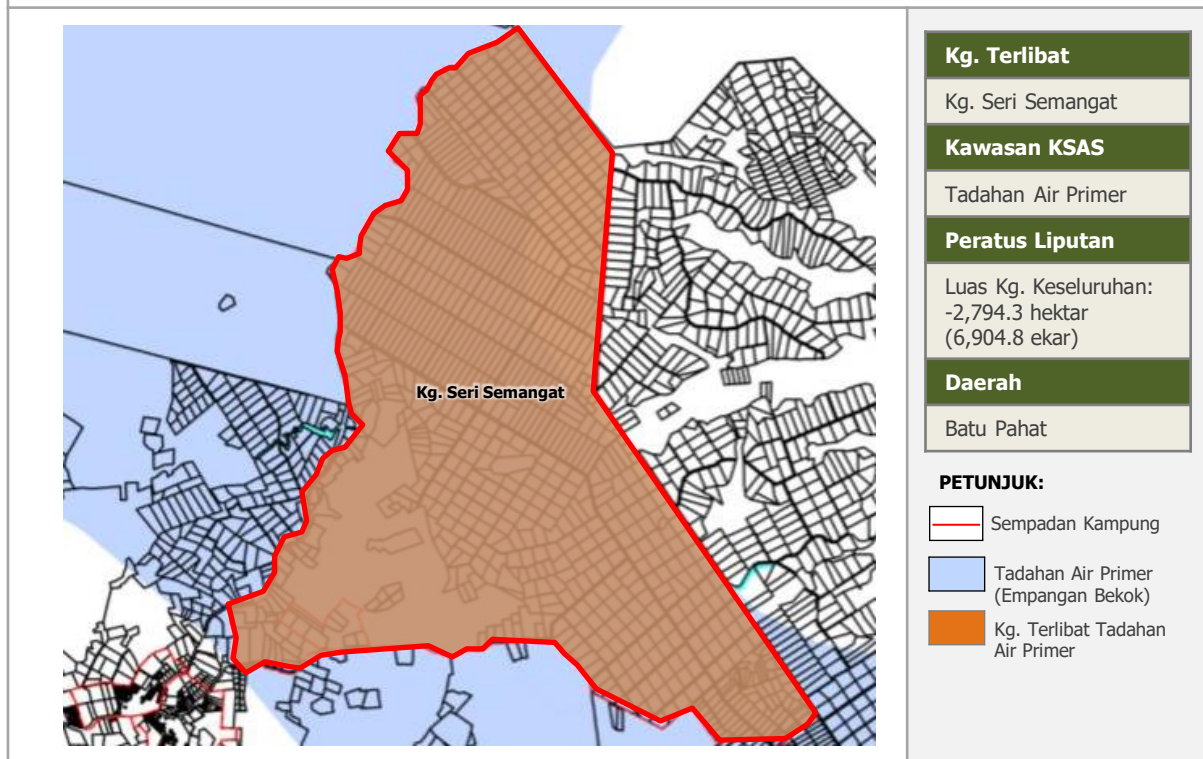 Kg. Seri Semangat
Kg. Terlibat
Kg. Seri Semangat
Kawasan KSAS
Tadahan Air Primer
Peratus Liputan
Luas Kg. Keseluruhan:
-2,794.3 hektar
(6,904.8 ekar)
Daerah
Batu Pahat
PETUNJUK:
Sempadan Kampung
Tadahan Air Primer
(Empangan Bekok)
Kg. Terlibat Tadahan
Air Primer